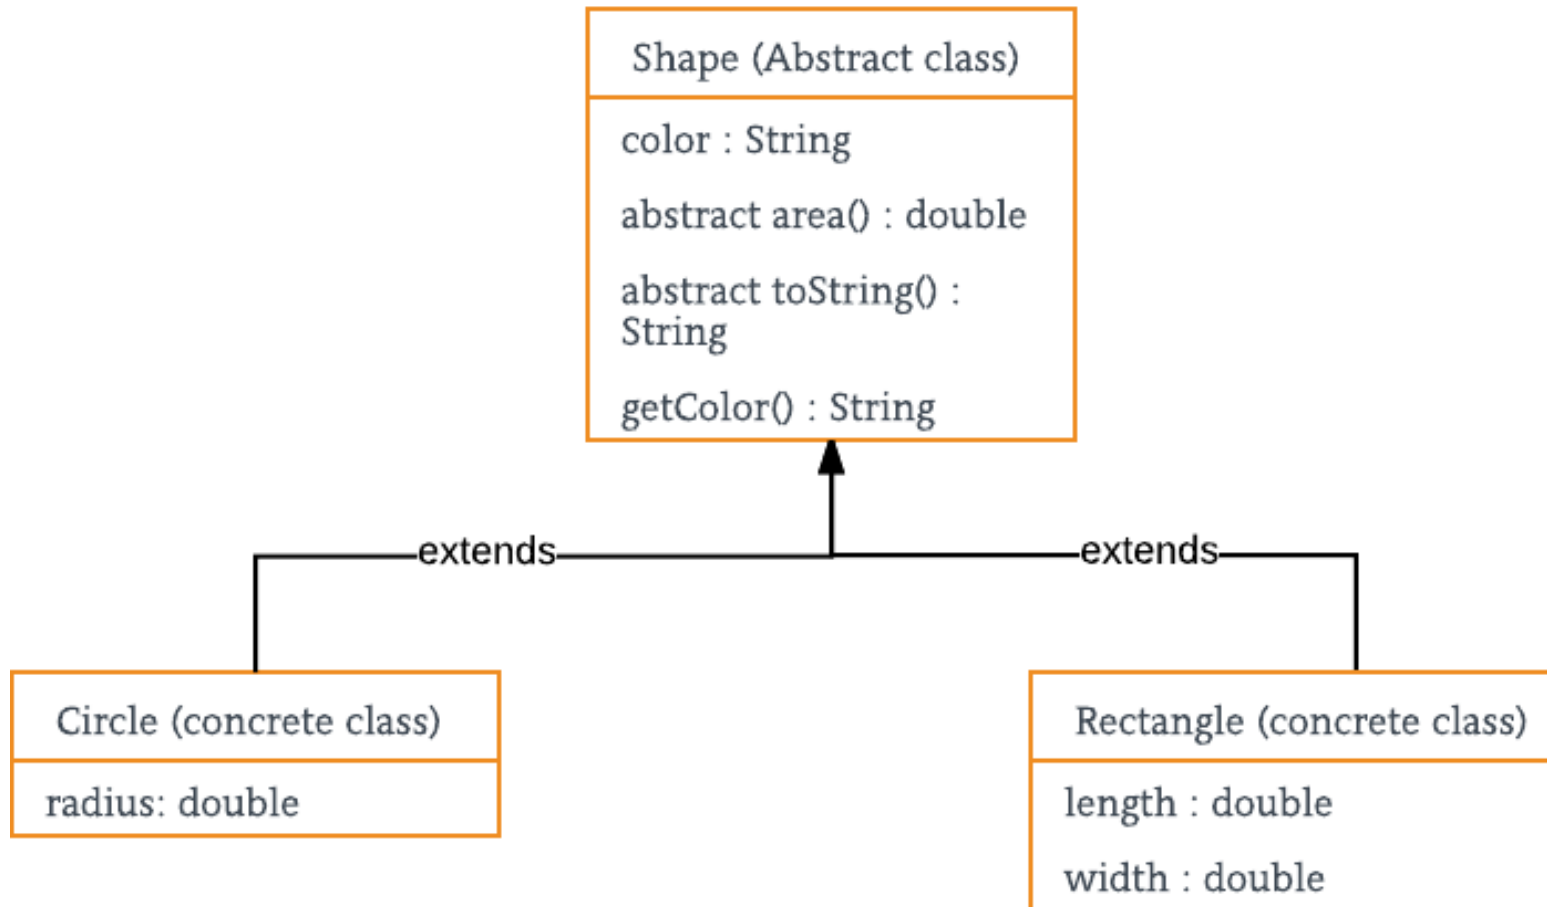 Shape (Abstract class)
color : String
abstract area() : double
abstract toString() :
String
getColor() : String
extends
extends
Circle (concrete class)
radius: double
Rectangle (concrete class)
length : double
width : double